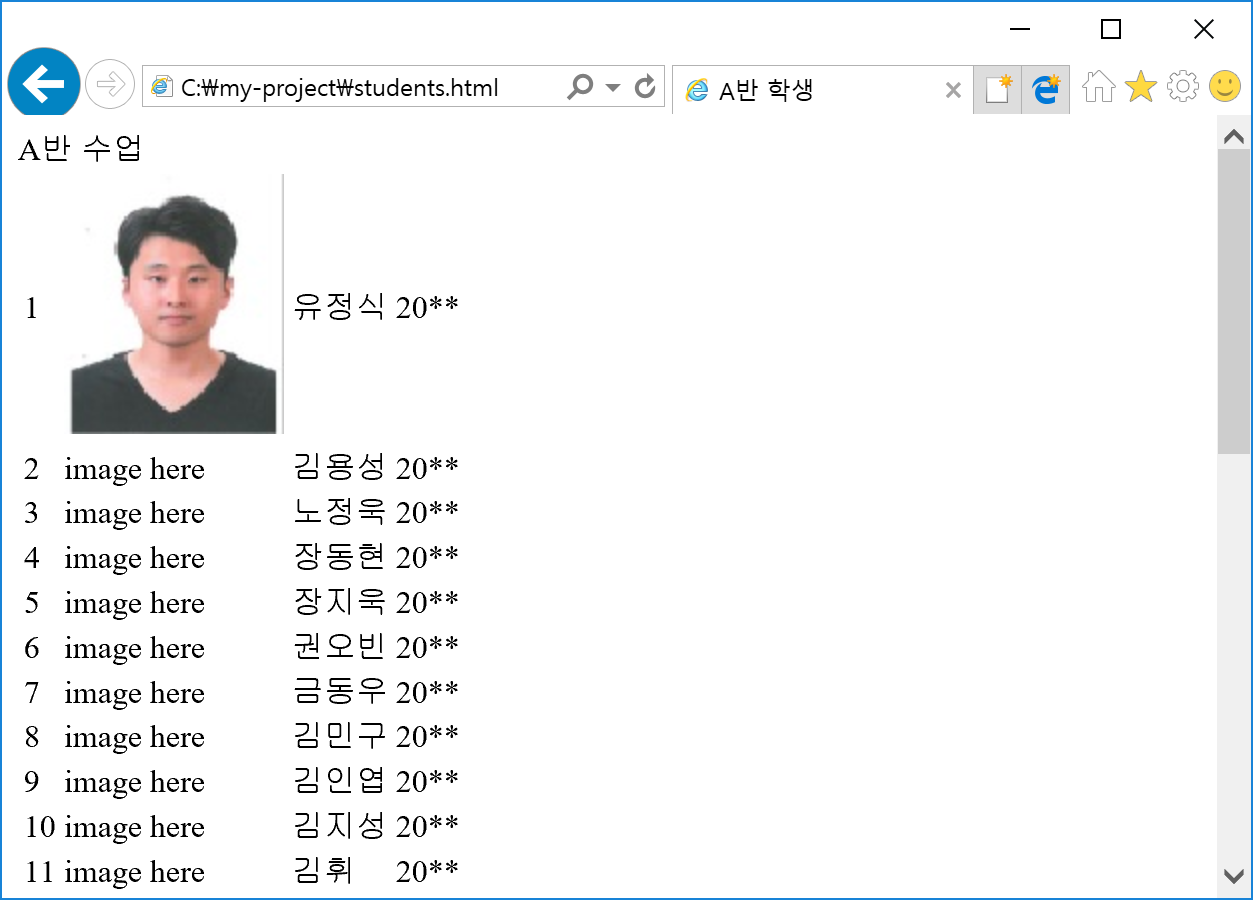 C:₩my-project₩students.html
A반 학생
A반 수업
1 유정식 20**
2 image here 김용성 20**
3 image here 노정욱 20**
4 image here 장동현 20**
5 image here 장지욱 20**
6 image here 권오빈 20**
7 image here 금동우 20**
8 image here 김민구 20**
9 image here 김인엽 20**
10 image here 김지성 20**
11 image here 김휘 20**